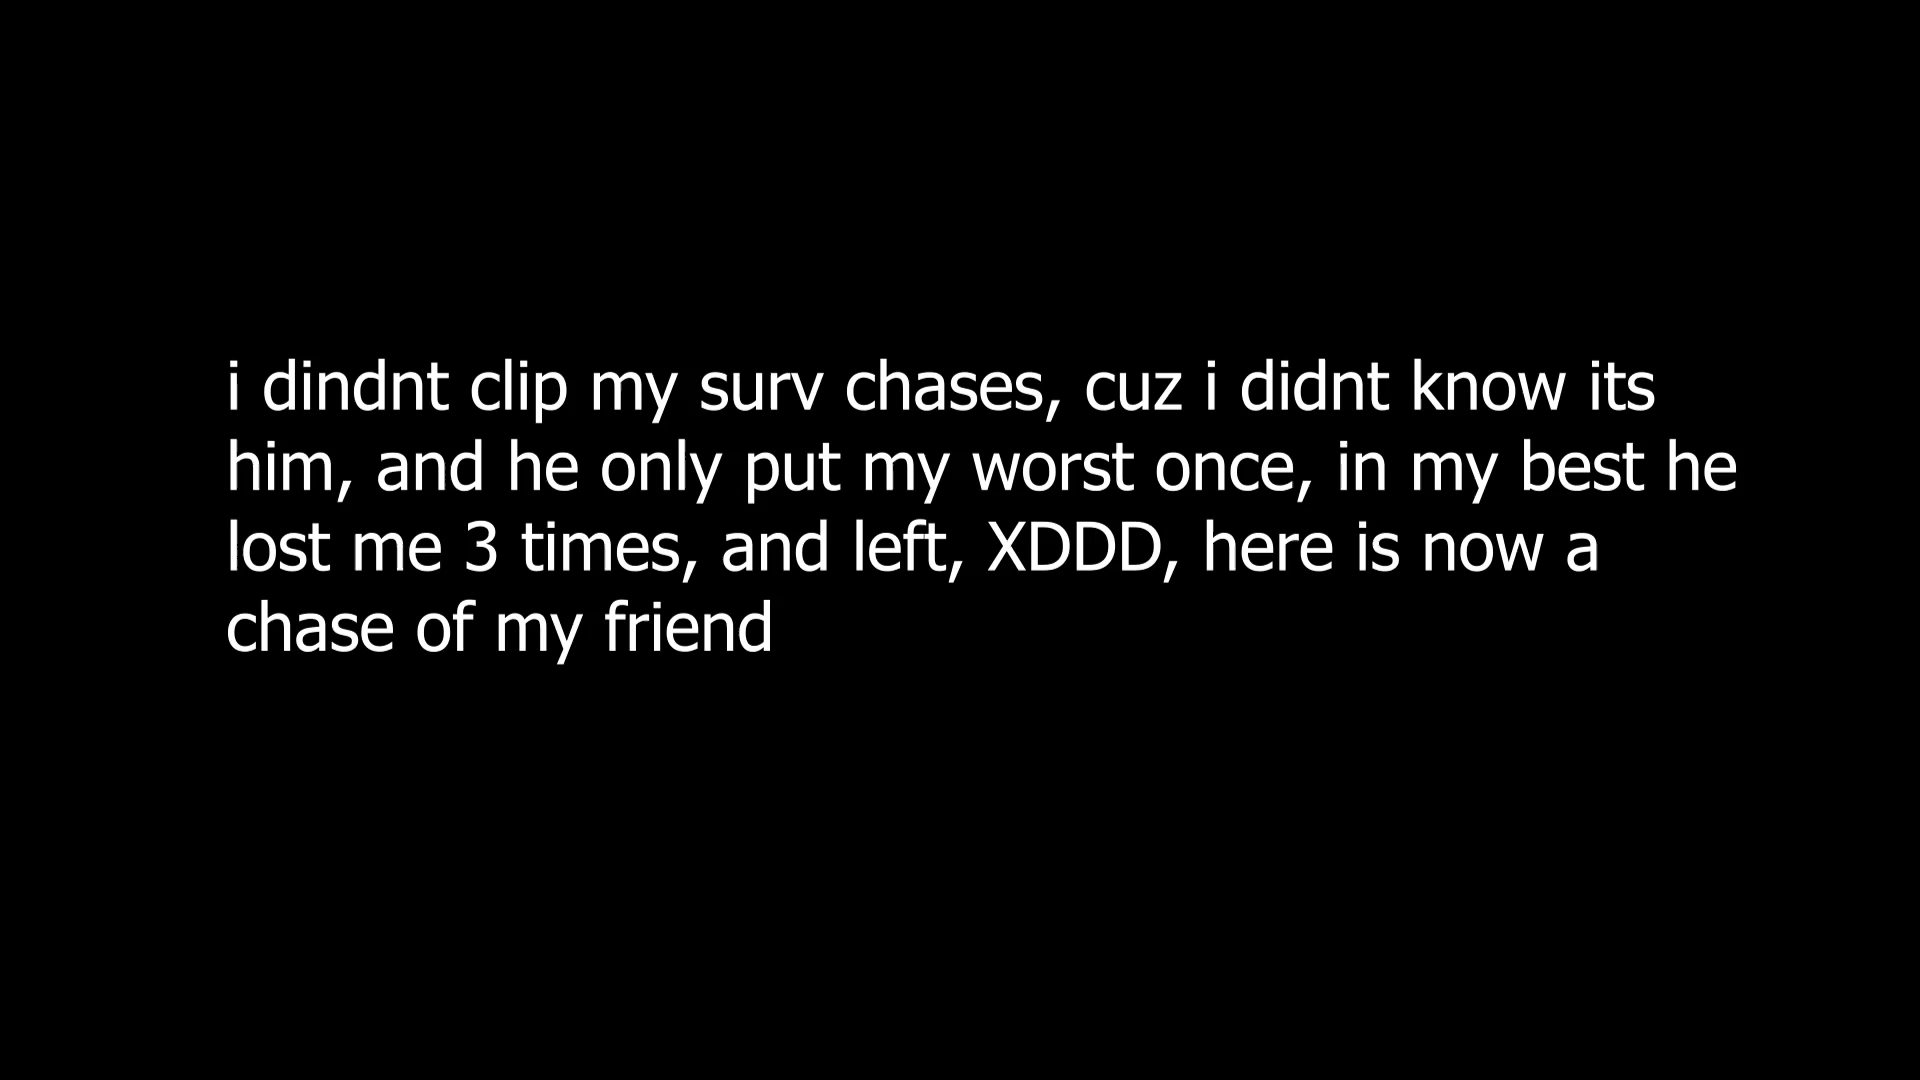 i dindnt clip my surv chases, cuz i didnt know its
him, and he only put my worst once, in my best he
lost me 3 times, and left, XDDD, here is now a
chase of my friend